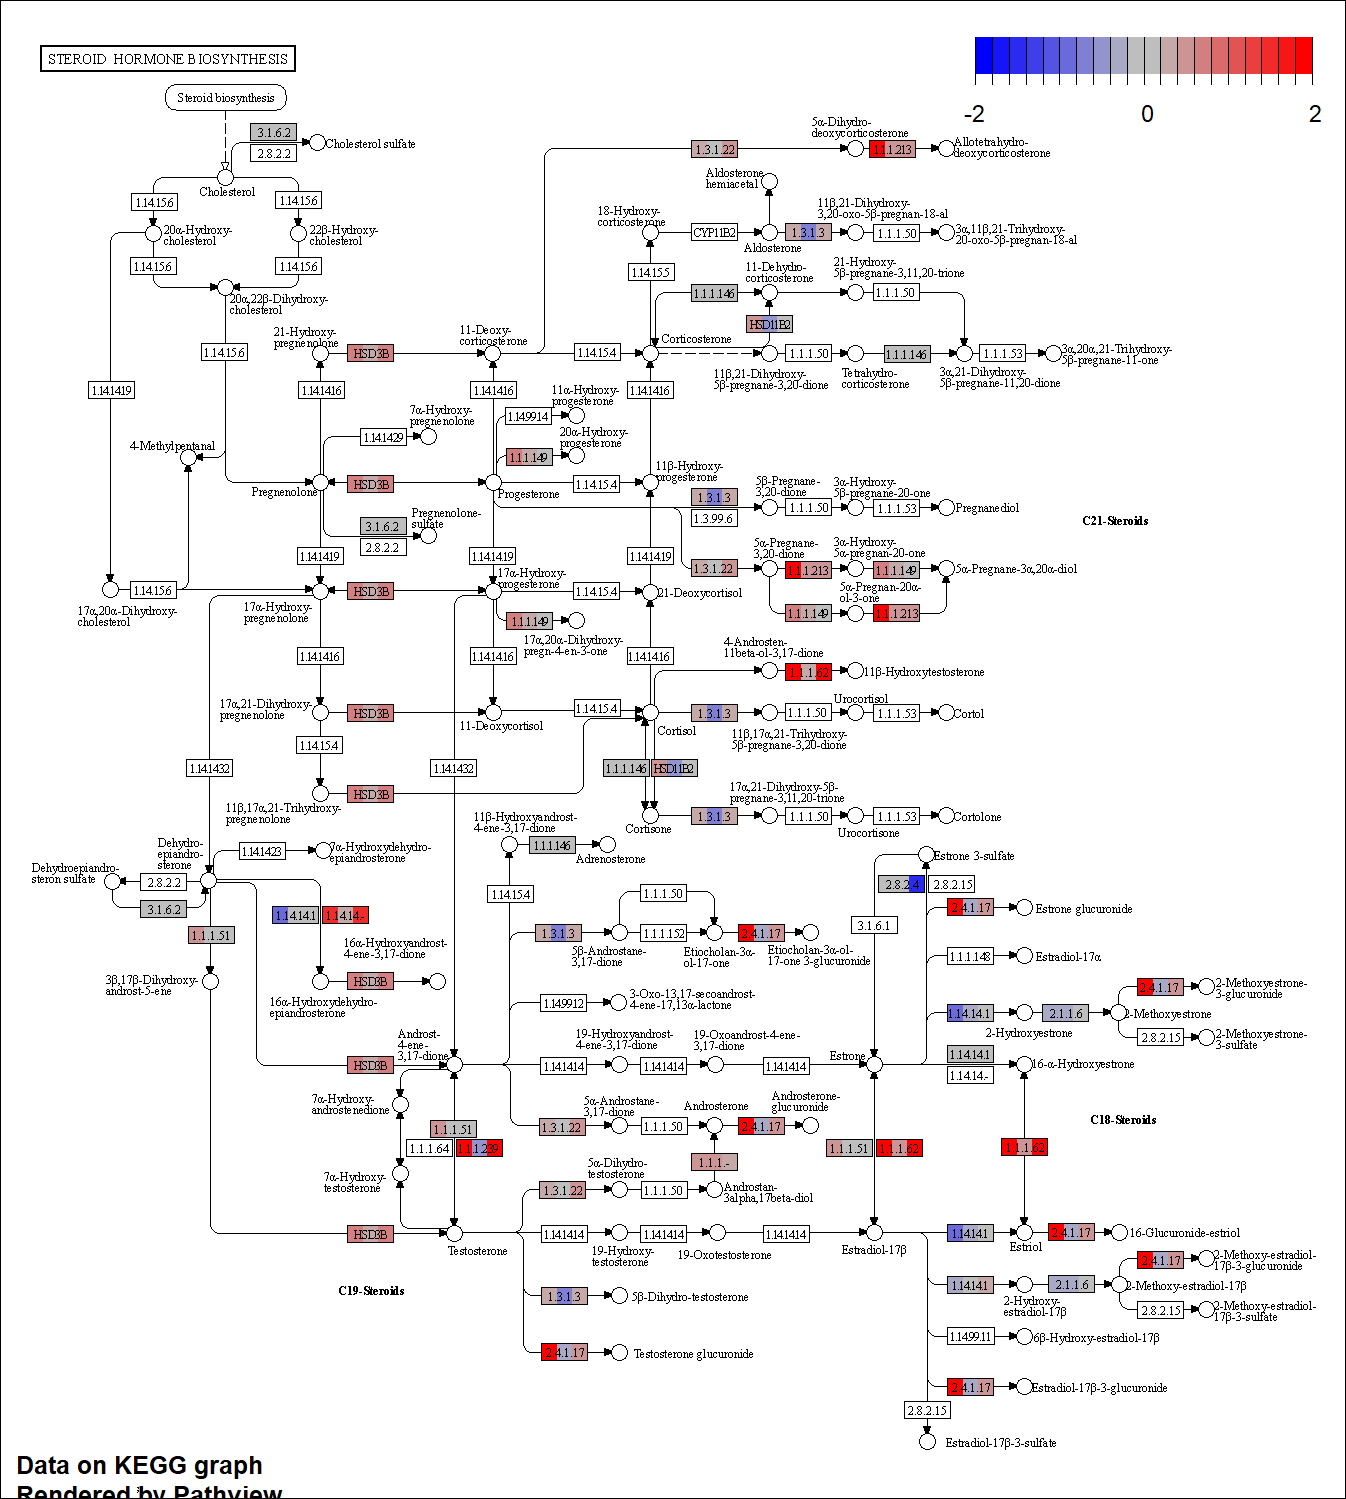 STEROID HORMONE BIOSYNTHESIS
-2
0
2
Steroid biosynthesis
3.1.6.2
2.8.2.2
Cholesterol sulfate
Cholesterol
1.14.15.6
1.14.15.6
20α-Hydroxy-
cholesterol
22β-Hydroxy-
cholesterol
1.14.15.6
1.14.15.6
20α,22β-Dihydroxy-
cholesterol
1.14.15.6
1.14.14.19
4-Methylpentanal
1.14.15.6
17α,20α-Dihydroxy-
cholesterol
5α-Dihydro-
deoxycorticosterone
1.3.1.22
1.1.1.213
Allotetrahydro-
deoxycorticosterone
Aldosterone
hemiacetal
18-Hydroxy-
corticosterone
CYP11B2
Aldosterone
11β,21-Dihydroxy-
3,20-oxo-5β-pregnan-18-al
1.3.1.3
1.1.1.50
3α,11β,21-Trihydroxy-
20-oxo-5β-pregnan-18-al
1.14.15.5
11-Dehydro-
corticosterone
21-Hydroxy-
5β-pregnane-3,11,20-trione
1.1.1.146
1.1.1.50
HSD11B2
21-Hydroxy-
pregnenolone
HSD3B
11-Deoxy-
corticosterone
1.14.15.4
Corticosterone
1.1.1.50
1.1.1.146
1.1.1.53
11β,21-Dihydroxy-
5β-pregnane-3,20-dione
Tetrahydro-
corticosterone
3α,21-Dihydroxy-
5β-pregnane-11,20-dione
3α,20α,21-Trihydroxy-
5β-pregnane-11-one
1.14.14.16
1.14.14.16
1.14.14.16
7α-Hydroxy-
pregnenolone
1.14.14.29
11α-Hydroxy-
progesterone
1.14.99.14
20α-Hydroxy-
progesterone
1.1.1.149
Pregnenolone
HSD3B
Progesterone
1.14.15.4
11β-Hydroxy-
progesterone
1.3.1.3
1.3.99.6
5β-Pregnane-
3,20-dione
1.1.1.50
3α-Hydroxy-
5β-pregnane-20-one
1.1.1.53
Pregnanediol
C21-Steroids
3.1.6.2
2.8.2.2
Pregnenolone-
sulfate
1.14.14.19
1.14.14.19
1.14.14.19
1.3.1.22
5α-Pregnane-
3,20-dione
1.1.1.213
3α-Hydroxy-
5α-pregnan-20-one
1.1.1.149
5α-Pregnane-3α,20α-diol
1.1.1.149
5α-Pregnan-20α-
ol-3-one
1.1.1.213
17α-Hydroxy-
pregnenolone
HSD3B
17α-Hydroxy-
progesterone
1.14.15.4
21-Deoxycortisol
1.1.1.149
17α,20α-Dihydroxy-
pregn-4-en-3-one
1.14.14.16
1.14.14.16
1.14.14.16
4-Androsten-
11beta-ol-3,17-dione
1.1.1.62
11β-Hydroxytestosterone
17α,21-Dihydroxy-
pregnenolone
HSD3B
11-Deoxycortisol
1.14.15.4
Cortisol
1.3.1.3
1.1.1.50
Urocortisol
1.1.1.53
Cortol
11β,17α,21-Trihydroxy-
5β-pregnane-3,20-dione
1.14.15.4
1.14.14.32
1.14.14.32
1.1.1.146
HSD11B2
HSD3B
11β,17α,21-Trihydroxy-
pregnenolone
17α,21-Dihydroxy-5β-
pregnane-3,11,20-trione
Cortisone
1.3.1.3
1.1.1.50
Urocortisone
1.1.1.53
Cortolone
11β-Hydroxyandrost-
4-ene-3,17-dione
1.1.1.146
Adrenosterone
Dehydro-
epiandro-
sterone
1.14.14.23
7α-Hydroxydehydro-
epiandrosterone
Dehydroepiandro-
steron sulfate
2.8.2.2
3.1.6.2
1.1.1.51
1.14.14.1
1.14.14.-
16α-Hydroxyandrost-
4-ene-3,17-dione
HSD3B
3β,17β-Dihydroxy-
androst-5-ene
16α-Hydroxydehydro-
epiandrosterone
1.14.15.4
1.3.1.3
5β-Androstane-
3,17-dione
1.1.1.50
1.1.1.152
Etiocholan-3α-
ol-17-one
2.4.1.17
Etiocholan-3α-ol-
17-one 3-glucuronide
1.14.99.12
3-Oxo-13,17-secoandrost-
4-ene-17,13α-lactone
Estrone 3-sulfate
2.8.2.4
2.8.2.15
3.1.6.1
2.4.1.17
Estrone glucuronide
1.1.1.148
Estradiol-17α
1.14.14.1
2-Hydroxyestrone
2.1.1.6
2-Methoxyestrone
2.4.1.17
2-Methoxyestrone-
3-glucuronide
2.8.2.15
2-Methoxyestrone-
3-sulfate
Androst-
4-ene-
3,17-dione
HSD3B
19-Hydroxyandrost-
4-ene-3,17-dione
19-Oxoandrost-4-ene-
3,17-dione
1.14.14.14
1.14.14.14
1.14.14.14
Estrone
1.14.14.1
1.14.14.-
16-α-Hydroxyestrone
7α-Hydroxy-
androstenedione
5α-Androstane-
3,17-dione
1.3.1.22
1.1.1.50
Androsterone
2.4.1.17
Androsterone-
glucuronide
C18-Steroids
1.1.1.51
1.1.1.64
1.1.1.239
1.1.1.-
1.1.1.51
1.1.1.62
1.1.1.62
7α-Hydroxy-
testosterone
5α-Dihydro-
testosterone
1.3.1.22
1.1.1.50
Androstan-
3alpha,17beta-diol
HSD3B
Testosterone
1.14.14.14
19-Hydroxy-
testosterone
1.14.14.14
19-Oxotestosterone
1.14.14.14
Estradiol-17β
1.14.14.1
Estriol
2.4.1.17
16-Glucuronide-estriol
C19-Steroids
1.3.1.3
5β-Dihydro-testosterone
1.14.14.1
2-Hydroxy-
estradiol-17β
2.1.1.6
2-Methoxy-estradiol-17β
2.4.1.17
2-Methoxy-estradiol-
17β-3-glucuronide
2.8.2.15
2-Methoxy-estradiol-
17β-3-sulfate
1.14.99.11
6β-Hydroxy-estradiol-17β
2.4.1.17
Testosterone glucuronide
2.4.1.17
Estradiol-17β-3-glucuronide
2.8.2.15
Estradiol-17β-3-sulfate
Data on KEGG graph
Rendered by Pathview